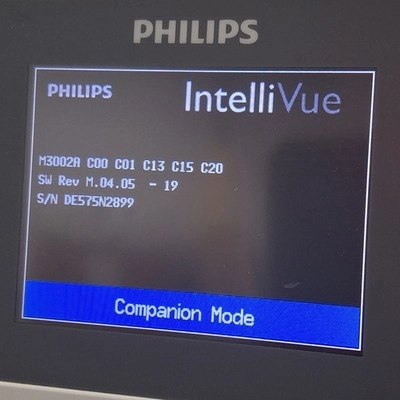 PHILIPS
PHILIPS IntelliVue
M3002A C00 C01 C13 C15 C20
SW Rev M.04.05 - 19
S/N DE575N2899
Companion Mode